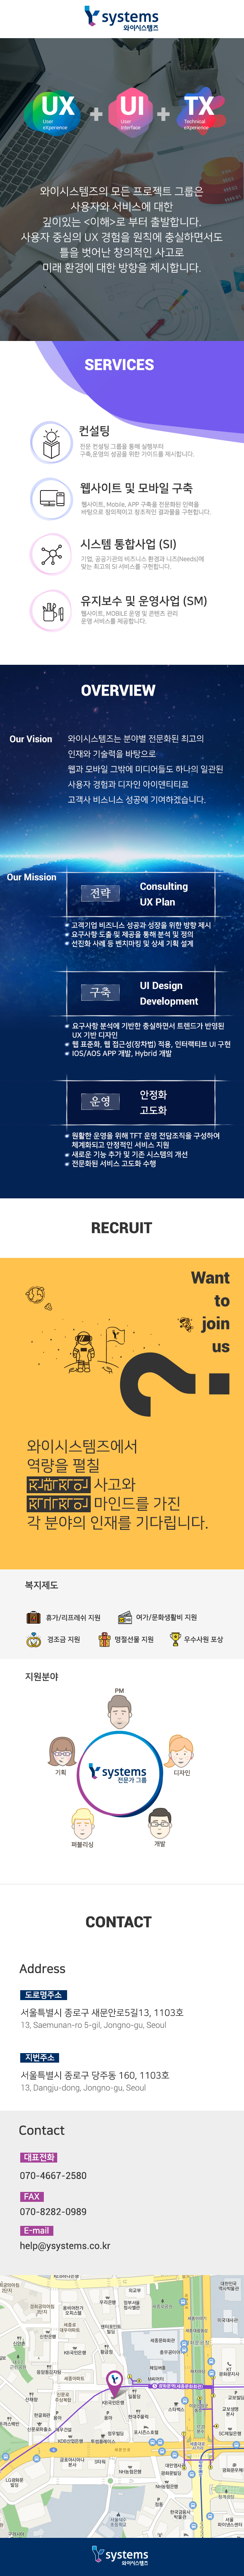 Y systems
와이시스템즈
UX + UI + TX
User
eXperience
User
Interface
Technical
eXperience
와이시스템즈의 모든 프로젝트 그룹은
사용자와 서비스에 대한
깊이있는 <이해>로 부터 출발합니다.
사용자 중심의 UX 경험을 원칙에 충실하면서도
틀을 벗어난 창의적인 사고로
미래 환경에 대한 방향을 제시합니다.
SERVICES
컨설팅
전문 컨설팅 그룹을 통해 실행부터
구축,운영의 성공을 위한 가이드를 제시합니다.
웹사이트 및 모바일 구축
웹사이트, Mobile, APP 구축을 전문화된 인력을
바탕으로 창의적이고 창조적인 결과물을 구현합니다.
시스템 통합사업 (SI)
기업, 공공기관의 비즈니스 환경과 니즈(Needs)에
맞는 최고의 SI 서비스를 구현합니다.
유지보수 및 운영사업 (SM)
웹사이트, MOBILE 운영 및 콘텐츠 관리
운영 서비스를 제공합니다.
OVERVIEW
Our Vision
와이시스템즈는 분야별 전문화된 최고의
인재와 기술력을 바탕으로
웹과 모바일 그밖에 미디어들도 하나의 일관된
사용자 경험과 디자인 아이덴티티로
고객사 비즈니스 성공에 기여하겠습니다.
Our Mission
전략
Consulting
UX Plan
고객기업 비즈니스 성공과 성장을 위한 방향 제시
요구사항 도출 및 제공을 통해 분석 및 정의
선진화 사례 등 벤치마킹 및 상세 기획 설계
구축
UI Design
Development
요구사항 분석에 기반한 충실하면서 트렌드가 반영된
UX 기반 디자인
웹 표준화, 웹 접근성(장차법) 적용, 인터랙티브 UI 구현
IOS/AOS APP 개발, Hybrid 개발
운영
안정화
고도화
원활한 운영을 위해 TFT 운영 전담조직을 구성하여
체계화되고 안정적인 서비스 지원
새로운 기능 추가 및 기존 시스템의 개선
전문화된 서비스 고도화 수행
RECRUIT
Want
to
join
us
?
와이시스템즈에서
역량을 펼칠
진취적인 사고와
적극적인 마인드를 가진
각 분야의 인재를 기다립니다.
복지제도
휴가/리프레쉬 지원
여가/문화생활비 지원
경조금 지원
명절선물 지원
우수사원 포상
지원분야
PM
기획
디자인
Y systems
전문가 그룹
퍼블리싱
개발
CONTACT
Address
도로명주소
서울특별시 종로구 새문안로5길13, 1103호
13, Saemunan-ro 5-gil, Jongno-gu, Seoul
지번주소
서울특별시 종로구 당주동 160, 1103호
13, Dangju-dong, Jongno-gu, Seoul
Contact
대표전화
070-4667-2580
FAX
070-8282-0989
E-mail
help@ysystems.co.kr
외교부
세종문화회관
미국대사관
KB국민은행
NH농협은행
Y systems
와이시스템즈